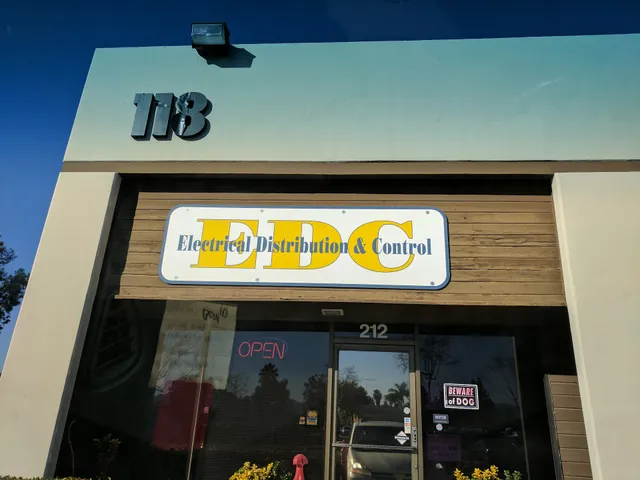 118
EDC
Electrical Distribution & Control
212
OPEN
BEWARE
of DOG